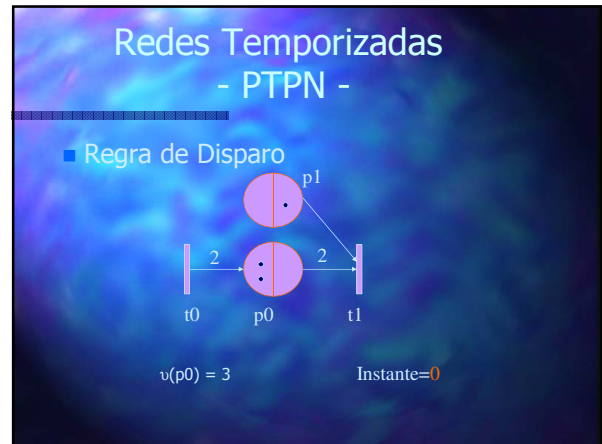 Redes Temporizadas
- PTPN -
Regra de Disparo
p1
2
2
t0
p0
t1
υ(p0) = 3
Instante=0